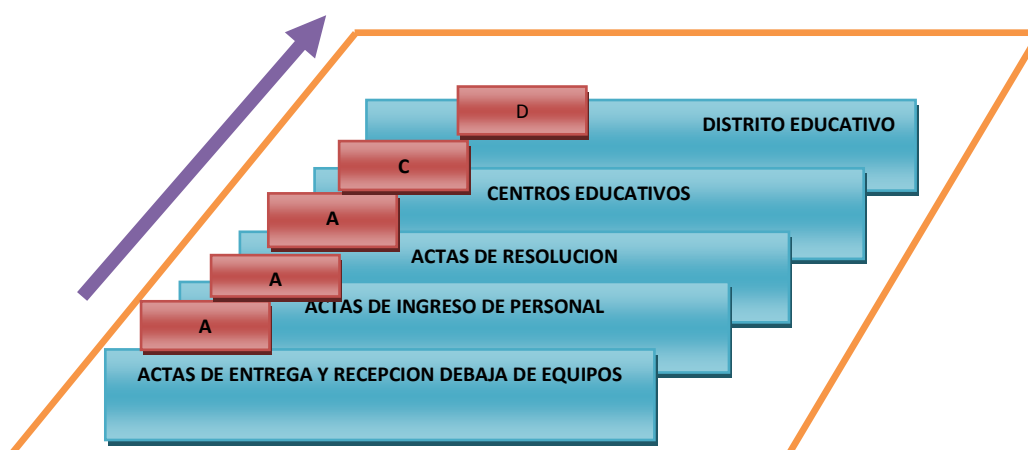 D
DISTRITO EDUCATIVO
C
CENTROS EDUCATIVOS
A
ACTAS DE RESOLUCION
A
ACTAS DE INGRESO DE PERSONAL
A
ACTAS DE ENTREGA Y RECEPCION DEBAJA DE EQUIPOS